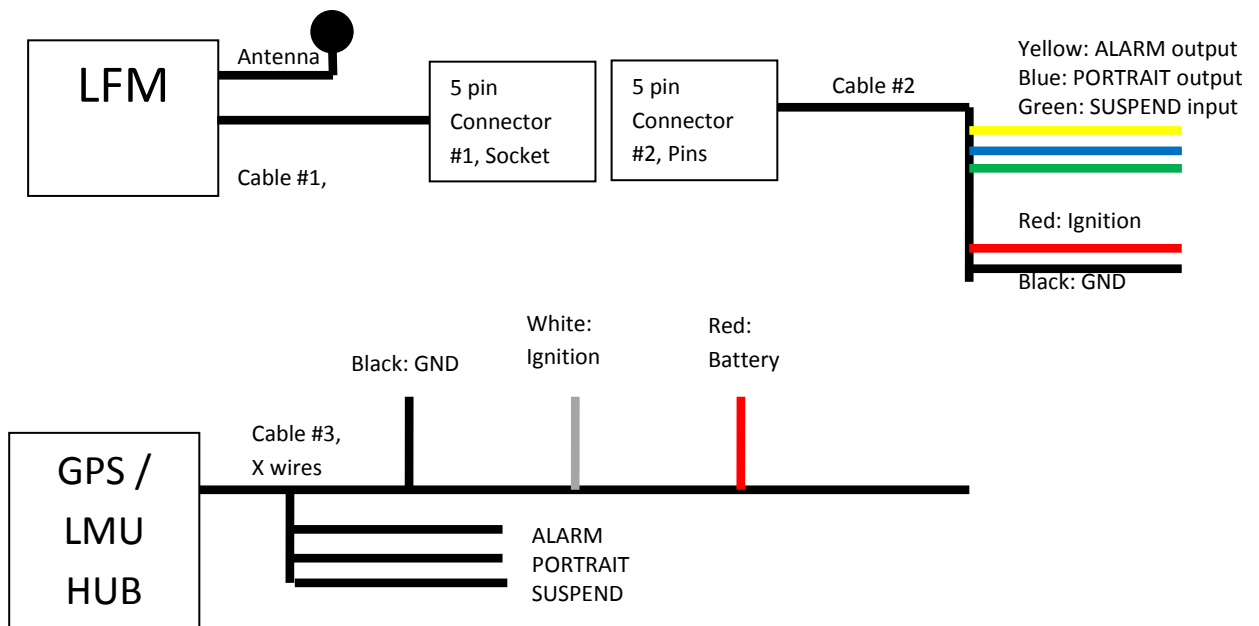 LFM
Antenna
Cable #1,
5 pin
Connector
#1, Socket
5 pin
Connector
#2, Pins
Cable #2
Yellow: ALARM output
Blue: PORTRAIT output
Green: SUSPEND input
Red: Ignition
Black: GND
GPS /
LMU
HUB
Cable #3,
X wires
Black: GND
White:
Ignition
Red:
Battery
ALARM
PORTRAIT
SUSPEND